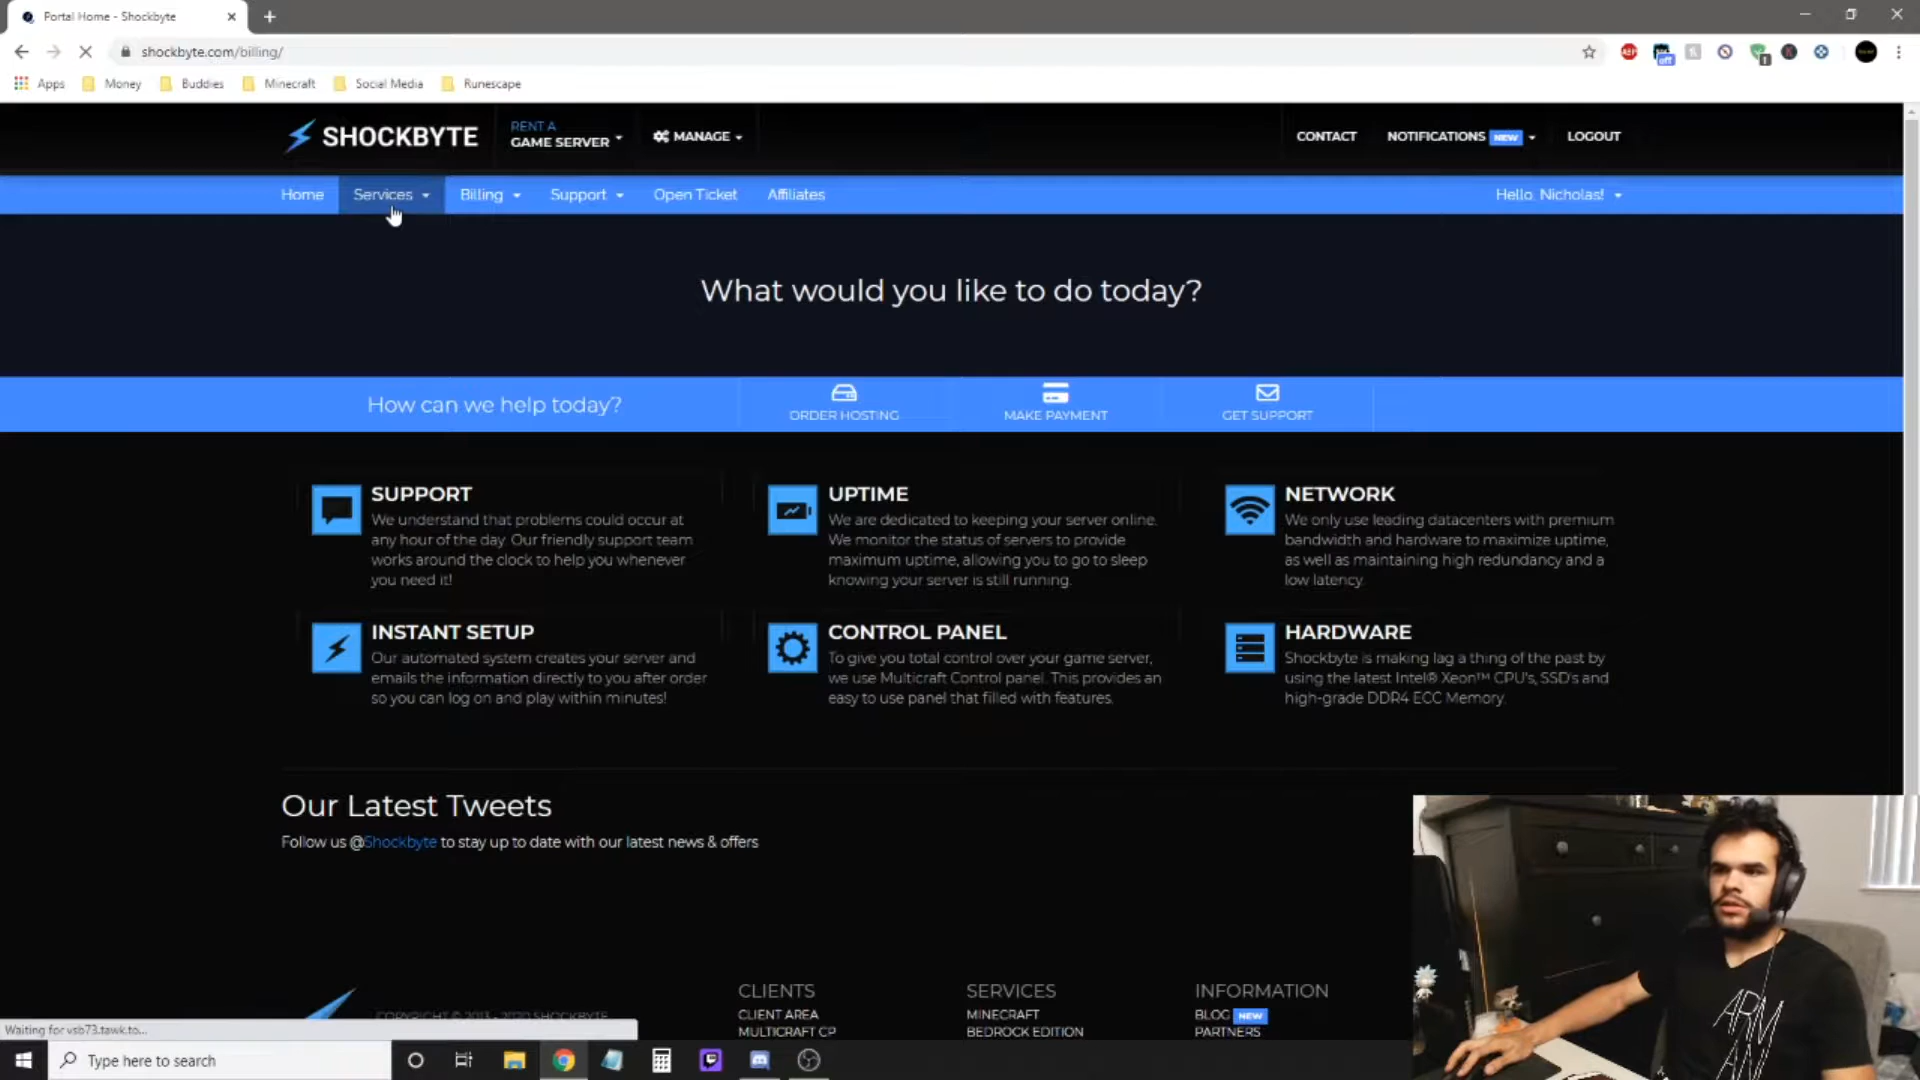 Portal Home - Shockbyte
shockbyte.com/billing/
ABP
off
1
Apps Money Buddies Minecraft Social Media Runescape
SHOCKBYTE
RENT A
GAME SERVER
MANAGE
CONTACT
NOTIFICATIONS NEW
LOGOUT
Home Services Billing Support Open Ticket Affiliates Hello, Nicholas!
What would you like to do today?
How can we help today?
ORDER HOSTING
MAKE PAYMENT
GET SUPPORT
SUPPORT
We understand that problems could occur at
any hour of the day. Our friendly support team
works around the clock to help you whenever
you need it!
UPTIME
We are dedicated to keeping your server online.
We monitor the status of servers to provide
maximum uptime, allowing you to go to sleep
knowing your server is still running.
NETWORK
We only use leading datacenters with premium
bandwidth and hardware to maximize uptime,
as well as maintaining high redundancy and a
low latency.
INSTANT SETUP
Our automated system creates your server and
emails the information directly to you after order
so you can log on and play within minutes!
CONTROL PANEL
To give you total control over your game server,
we use Multicraft Control panel. This provides an
easy to use panel that filled with features.
HARDWARE
Shockbyte is making lag a thing of the past by
using the latest Intel® Xeon™ CPU's, SSD's and
high-grade DDR4 ECC Memory.
Our Latest Tweets
Follow us @Shockbyte to stay up to date with our latest news & offers
COPYRIGHT © 2013 - 2020 SHOCKBYTE
CLIENTS
CLIENT AREA
MULTICRAFT CP
SERVICES
MINECRAFT
BEDROCK EDITION
INFORMATION
BLOG NEW
PARTNERS
Waiting for vsb73.tawk.to...
Type here to search